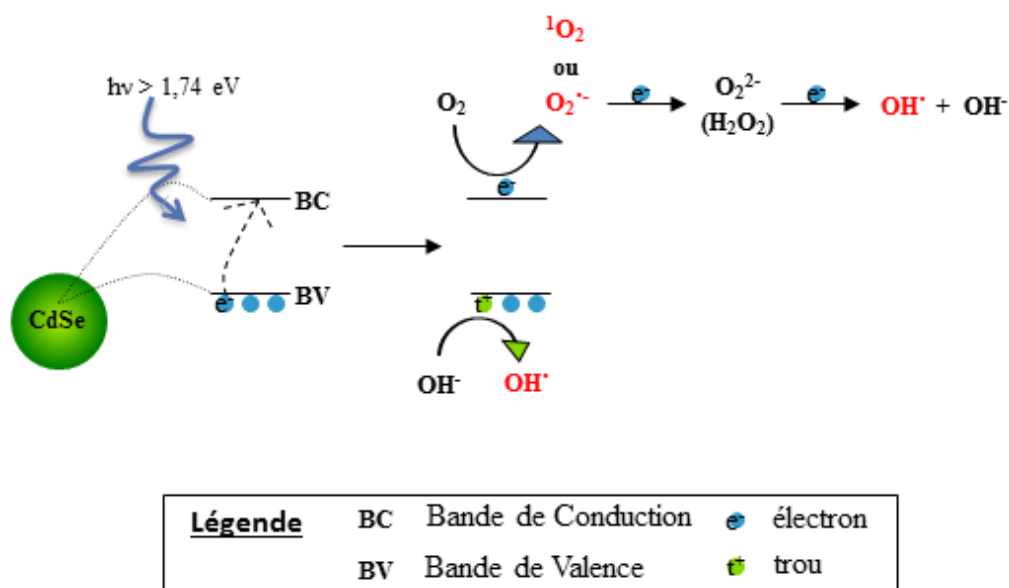 ¹O₂
ou
hν > 1,74 eV
O₂ O₂•- e- O₂²- e- OH• + OH-
(H₂O₂)
e-
BC
e- BV t+
CdSe
OH- OH•
Légende BC Bande de Conduction e- électron
BV Bande de Valence t+ trou